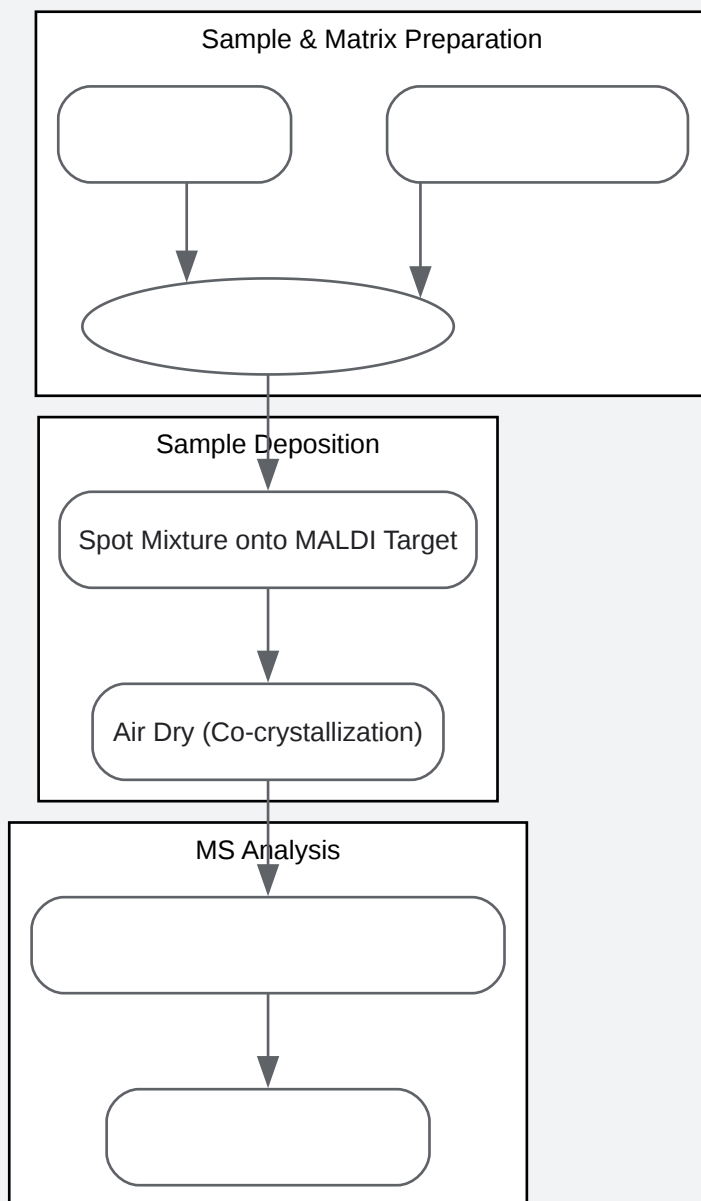 Sample & Matrix Preparation
Sample Deposition
Spot Mixture onto MALDI Target
Air Dry (Co-crystallization)
MS Analysis